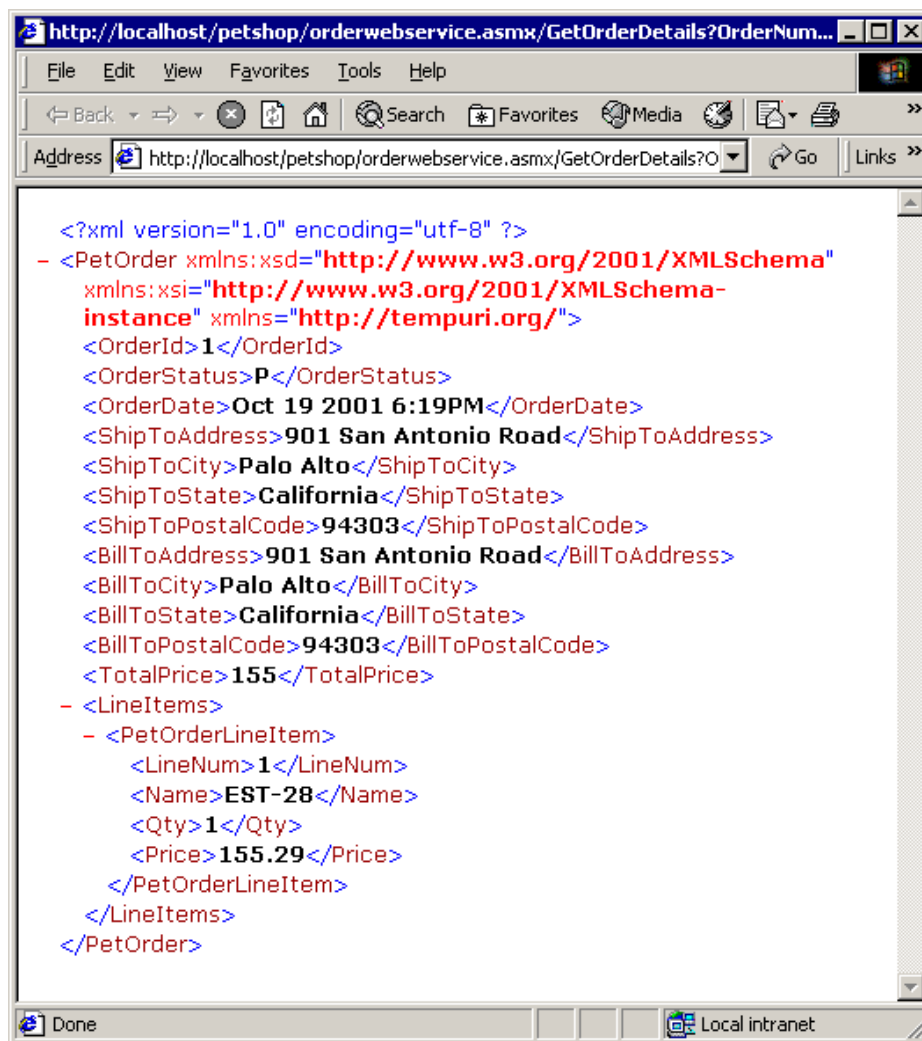 http://localhost/petshop/orderwebservice.asmx/GetOrderDetails?OrderNum...
File Edit View Favorites Tools Help
Back Search Favorites Media »
Address http://localhost/petshop/orderwebservice.asmx/GetOrderDetails?O Go Links »
<?xml version="1.0" encoding="utf-8" ?>
– <PetOrder xmlns:xsd="http://www.w3.org/2001/XMLSchema"
xmlns:xsi="http://www.w3.org/2001/XMLSchema-
instance" xmlns="http://tempuri.org/">
<OrderId>1</OrderId>
<OrderStatus>P</OrderStatus>
<OrderDate>Oct 19 2001 6:19PM</OrderDate>
<ShipToAddress>901 San Antonio Road</ShipToAddress>
<ShipToCity>Palo Alto</ShipToCity>
<ShipToState>California</ShipToState>
<ShipToPostalCode>94303</ShipToPostalCode>
<BillToAddress>901 San Antonio Road</BillToAddress>
<BillToCity>Palo Alto</BillToCity>
<BillToState>California</BillToState>
<BillToPostalCode>94303</BillToPostalCode>
<TotalPrice>155</TotalPrice>
– <LineItems>
– <PetOrderLineItem>
<LineNum>1</LineNum>
<Name>EST-28</Name>
<Qty>1</Qty>
<Price>155.29</Price>
</PetOrderLineItem>
</LineItems>
</PetOrder>
Done Local intranet